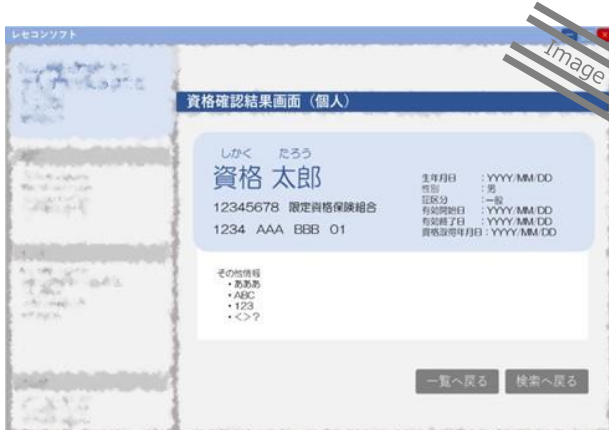 レセコンソフト
Image
資格確認結果画面（個人）
しかく たろう
資格 太郎
12345678 限定資格保険組合
1234 AAA BBB 01
生年月日 : YYYY/MM/DD
性別 : 男
証区分 : 一般
有効開始日 : YYYY/MM/DD
有効終了日 : YYYY/MM/DD
資格取得年月日 : YYYY/MM/DD
その他情報
・あああ
・ABC
・123
・<>?
一覧へ戻る 検索へ戻る